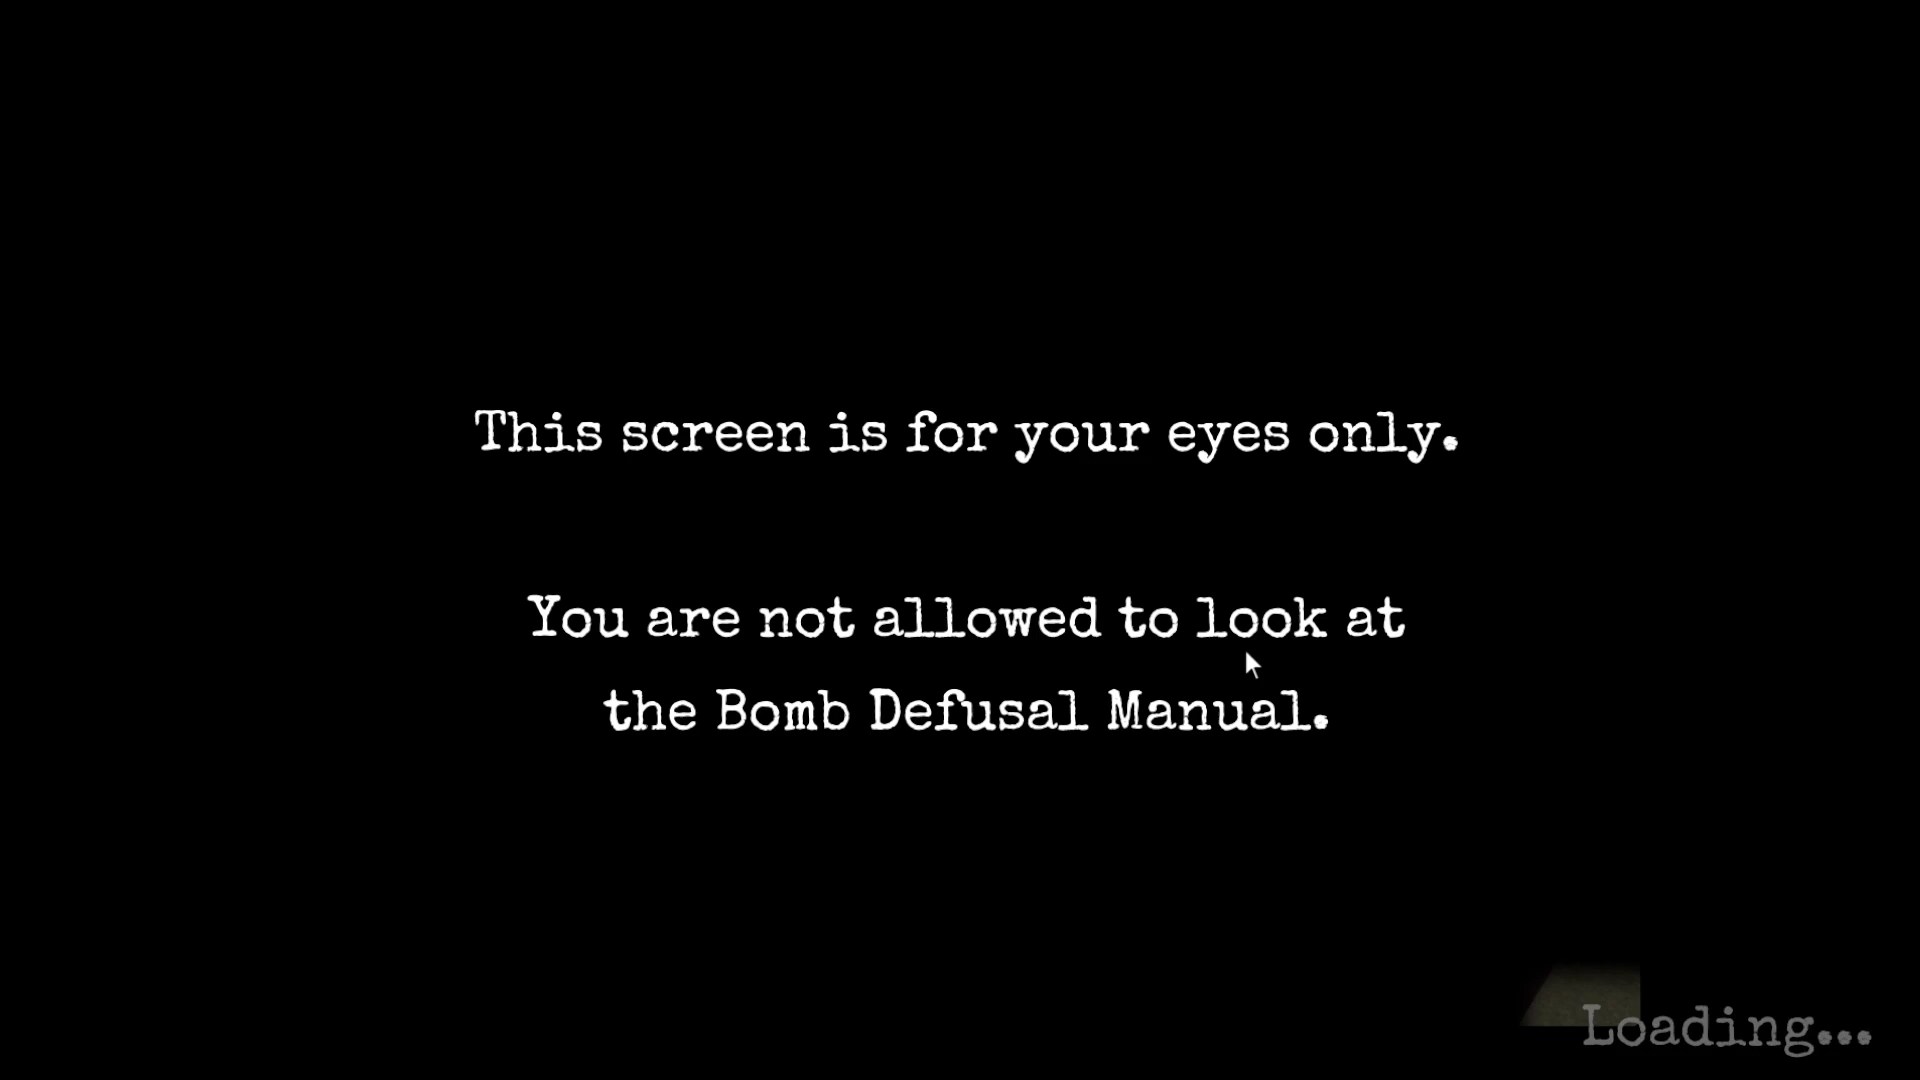 This screen is for your eyes only.
You are not allowed to look at
the Bomb Defusal Manual.
Loading...